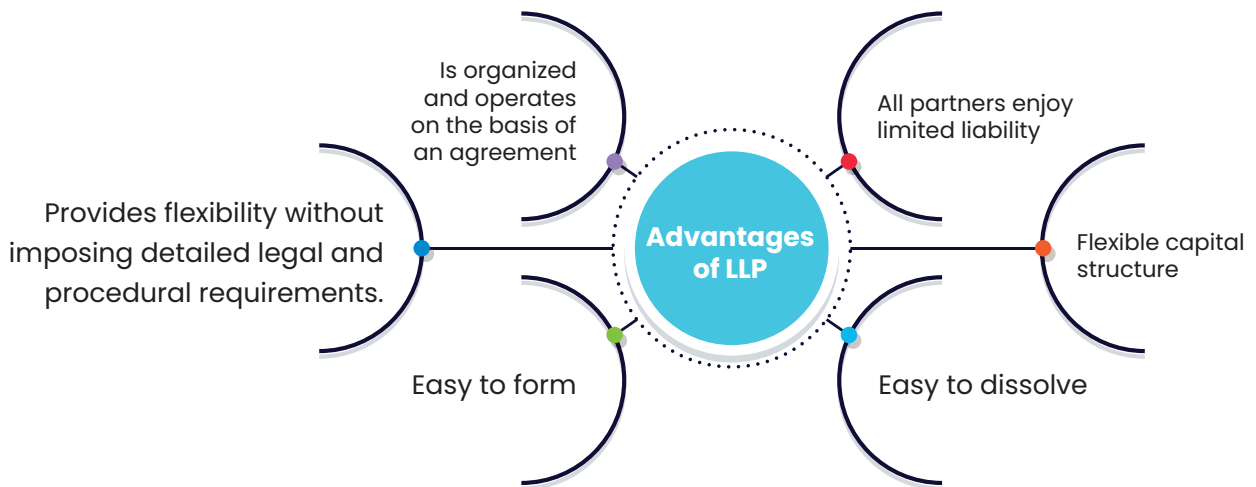 Is organized
and operates
on the basis of
an agreement
All partners enjoy
limited liability
Provides flexibility without
imposing detailed legal and
procedural requirements.
Advantages
of LLP
Flexible capital
structure
Easy to form
Easy to dissolve